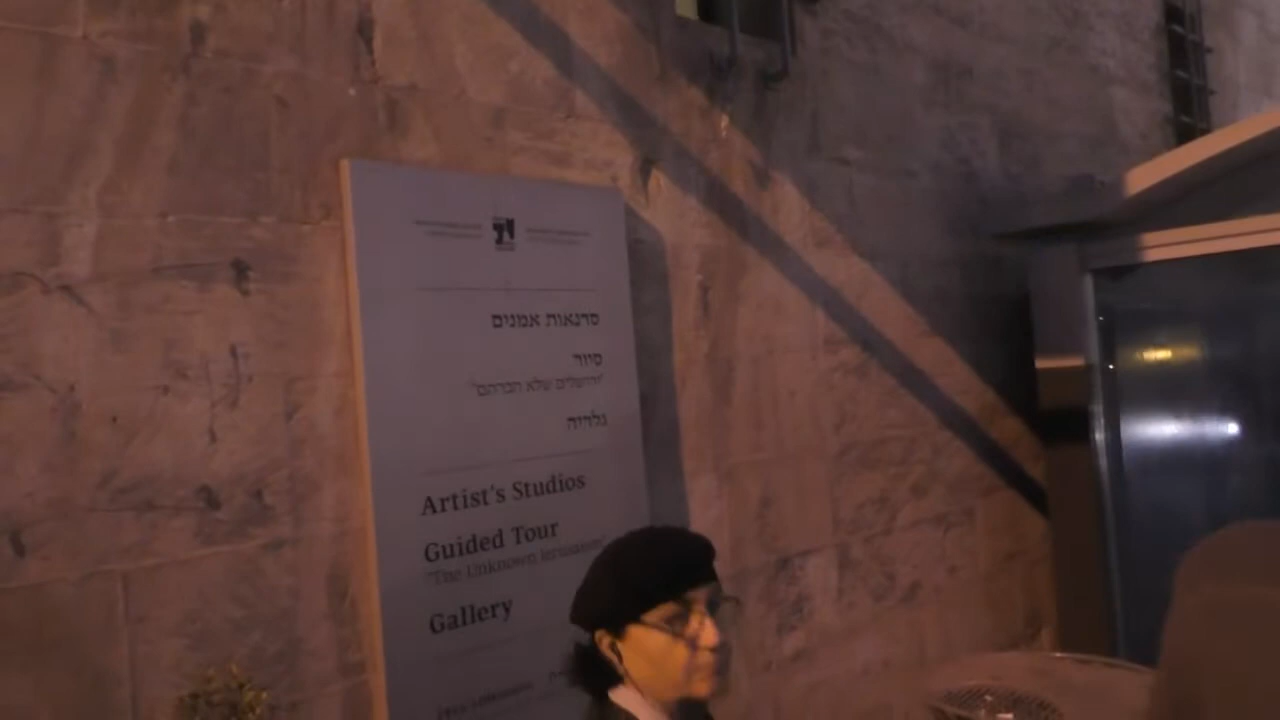 סדנאות אמנים
סיור
"ירושלים שלא הכרתם"
גלריה
Artist's Studios
Guided Tour
"The Unknown Jerusalem"
Gallery